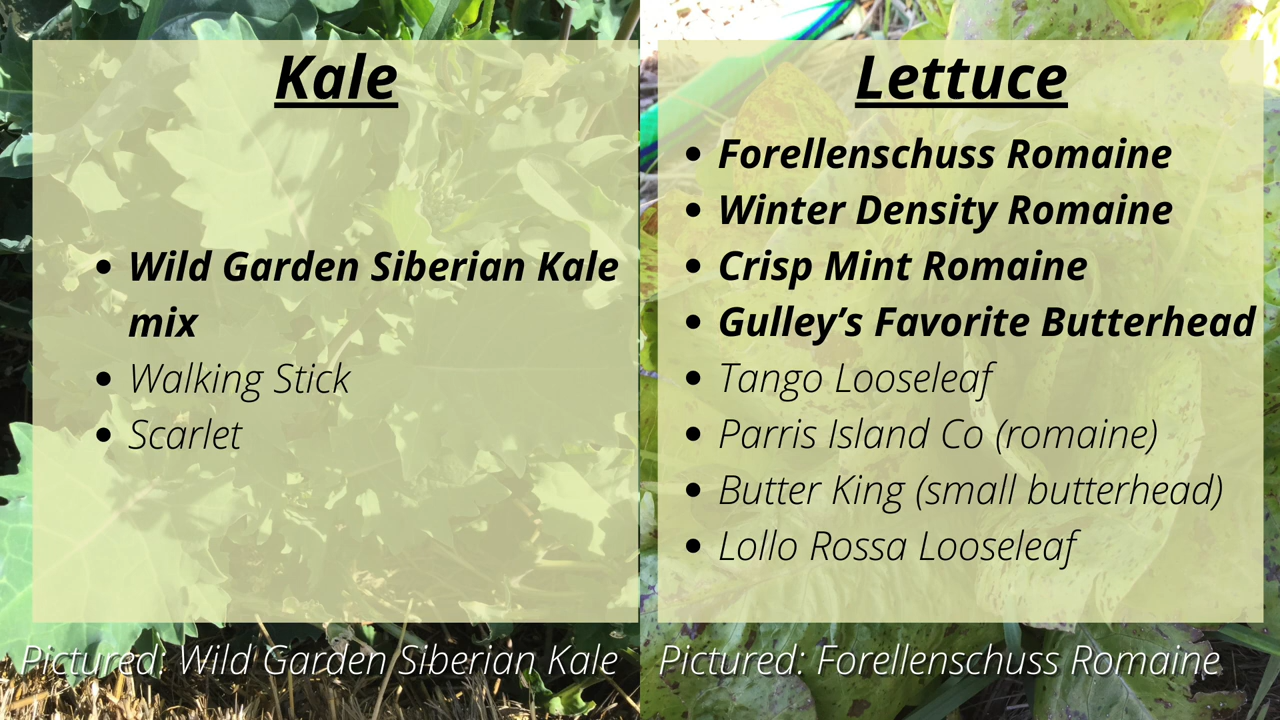 Kale
• Wild Garden Siberian Kale
mix
• Walking Stick
• Scarlet
Pictured: Wild Garden Siberian Kale
Lettuce
• Forellenschuss Romaine
• Winter Density Romaine
• Crisp Mint Romaine
• Gulley’s Favorite Butterhead
• Tango Looseleaf
• Parris Island Co (romaine)
• Butter King (small butterhead)
• Lollo Rossa Looseleaf
Pictured: Forellenschuss Romaine